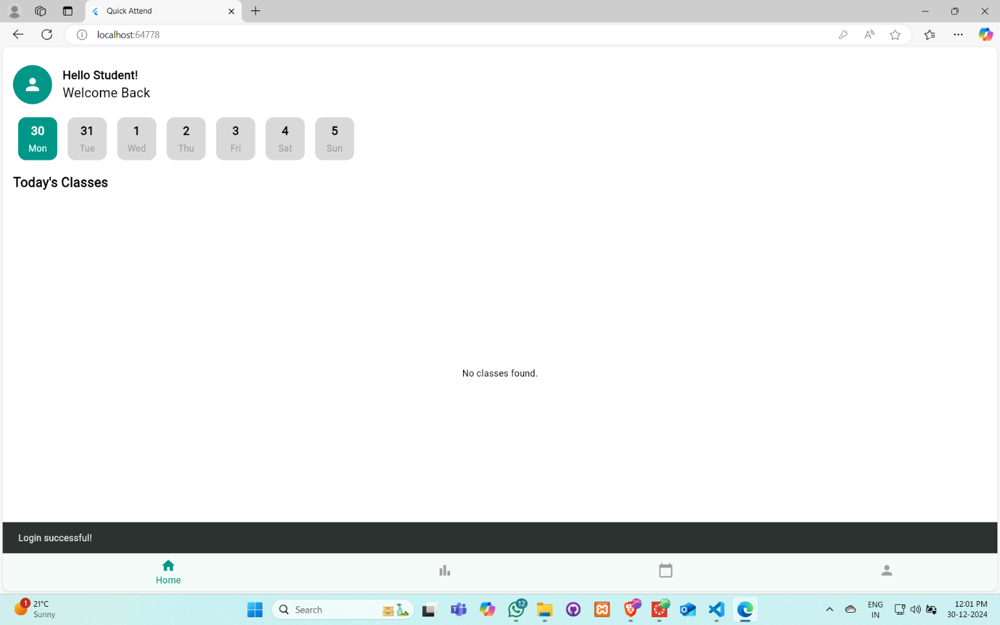 Quick Attend
localhost:64778
Hello Student!
Welcome Back
30 31 1 2 3 4 5
Mon Tue Wed Thu Fri Sat Sun
Today's Classes
No classes found.
Login successful!
Home
1
21°C
Sunny
Search
12
ENG
IN
12:01 PM
30-12-2024